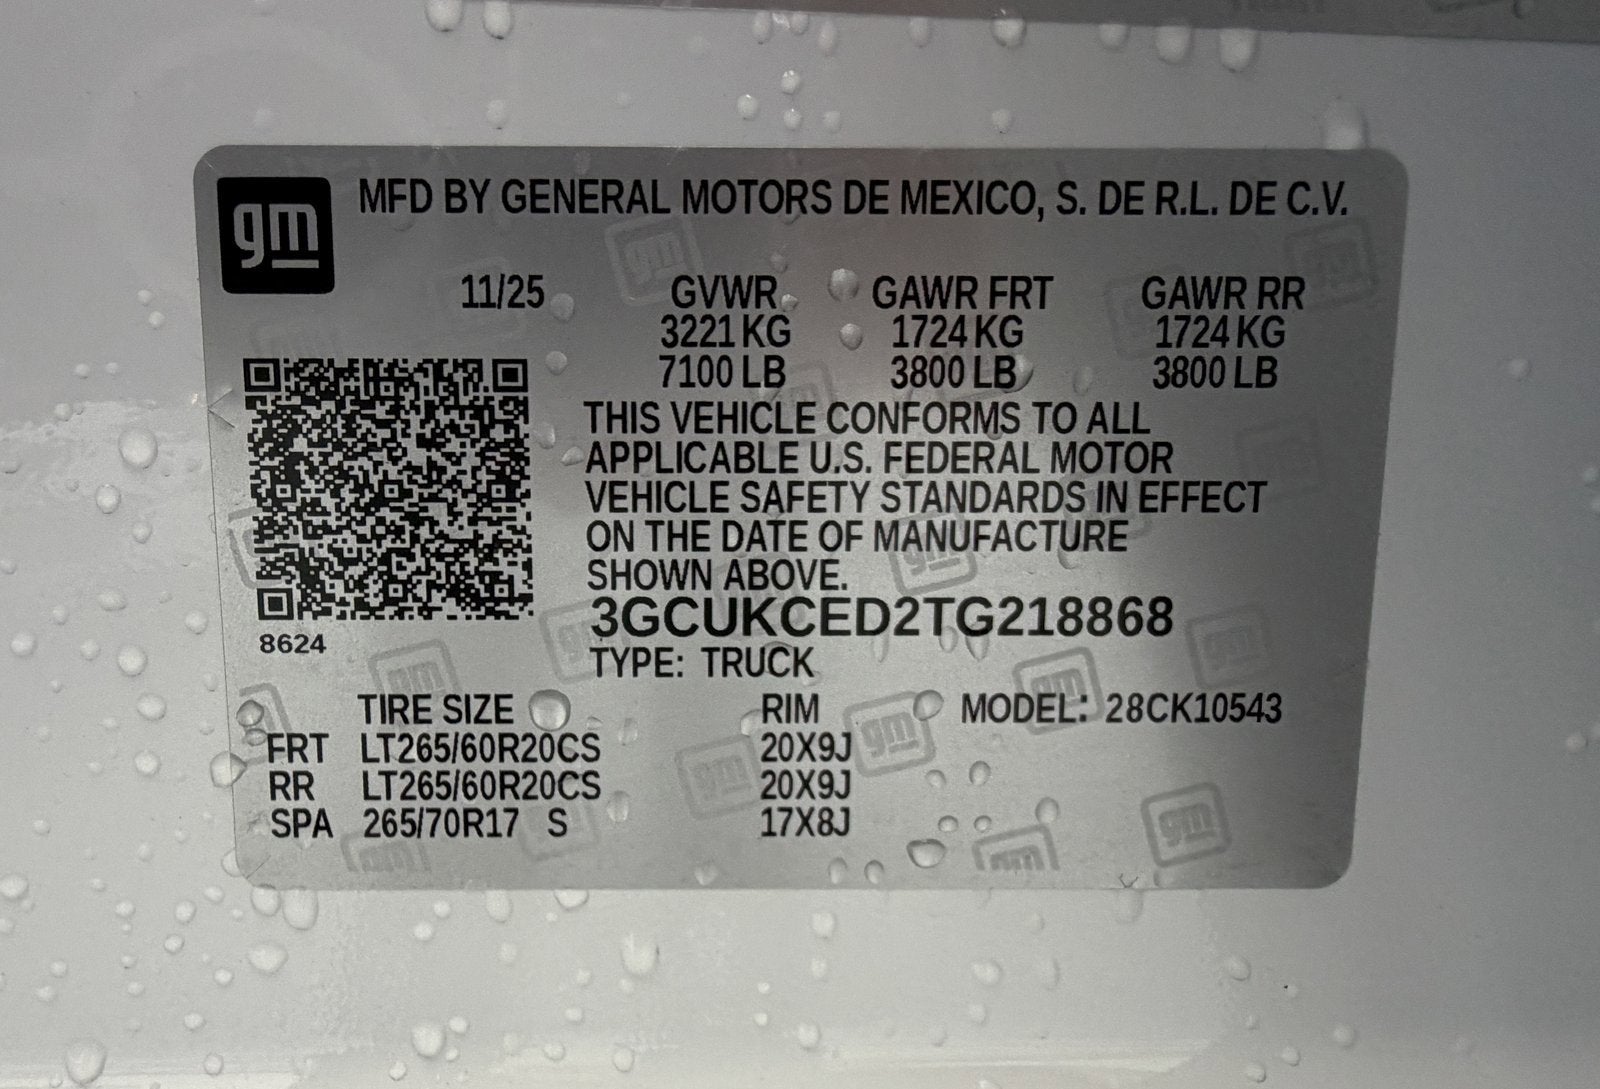 gm
MFD BY GENERAL MOTORS DE MEXICO, S. DE R.L. DE C.V.
11/25 GVWR GAWR FRT GAWR RR
3221 KG 1724 KG 1724 KG
7100 LB 3800 LB 3800 LB
THIS VEHICLE CONFORMS TO ALL
APPLICABLE U.S. FEDERAL MOTOR
VEHICLE SAFETY STANDARDS IN EFFECT
ON THE DATE OF MANUFACTURE
SHOWN ABOVE.
3GCUKCED2TG218868
8624
TYPE: TRUCK
TIRE SIZE RIM MODEL: 28CK10543
FRT LT265/60R20CS 20X9J
RR LT265/60R20CS 20X9J
SPA 265/70R17 S 17X8J